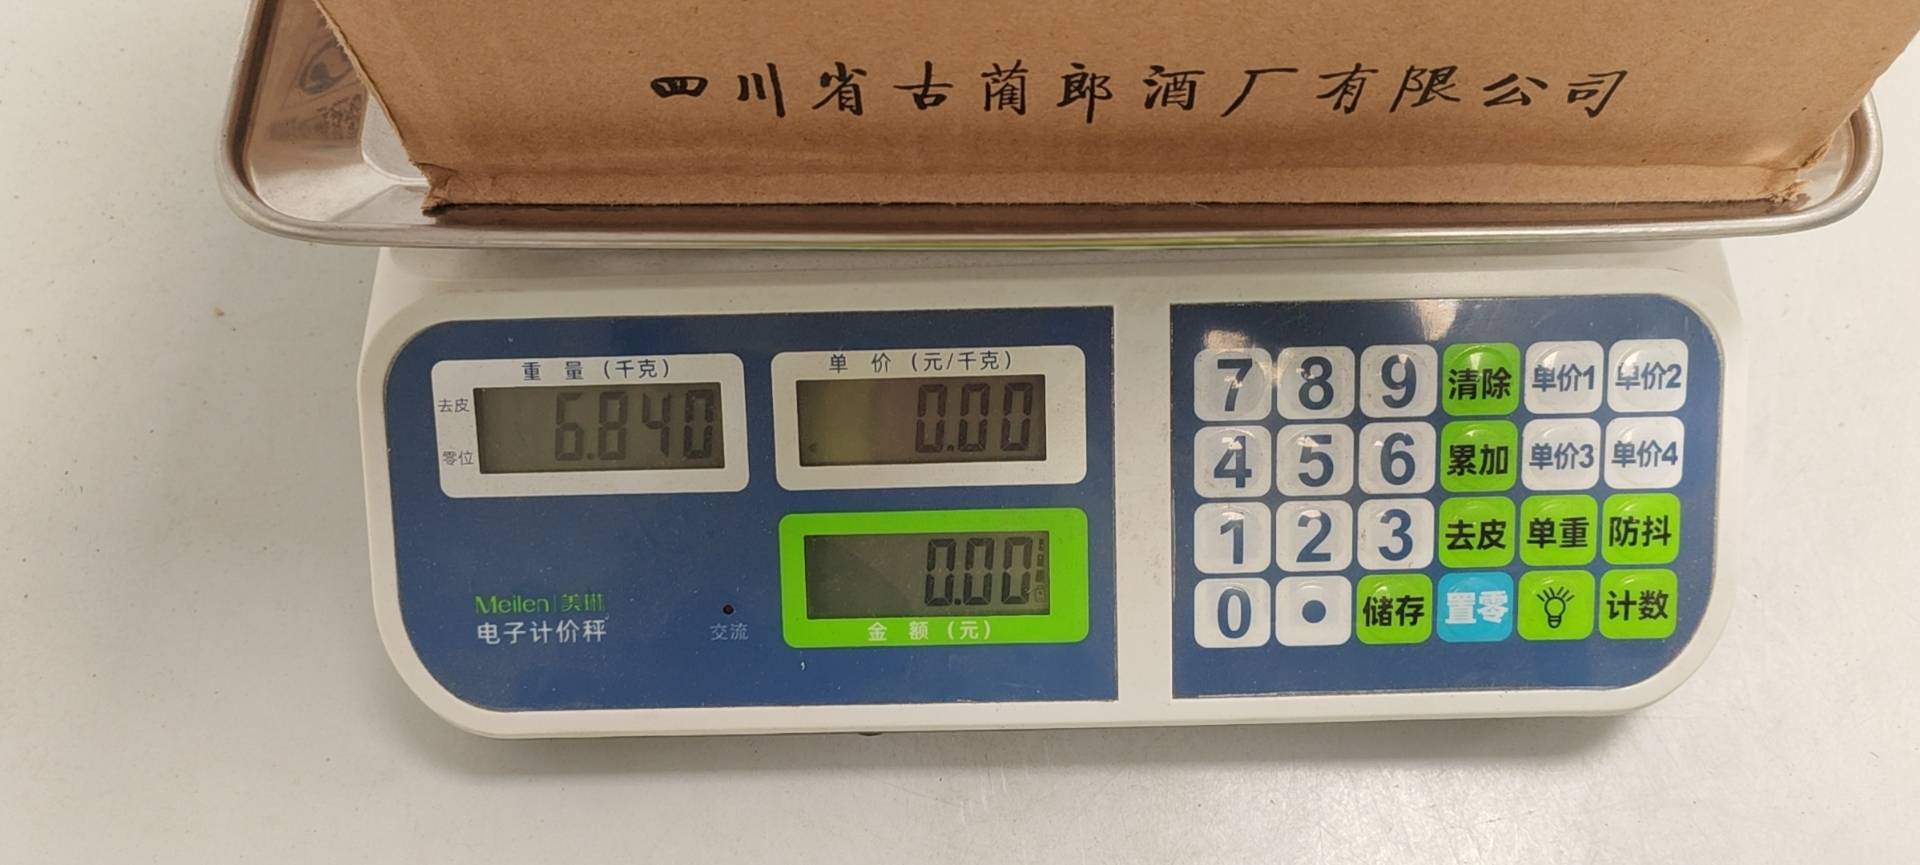 四川省古蔺郎酒厂有限公司
重量(千克)
去皮
零位
6.840
单价(元/千克)
0.00
0.00
金额(元)
Meilen|美琳
电子计价秤
交流
7 8 9 清除 单价1 单价2
4 5 6 累加 单价3 单价4
1 2 3 去皮 单重 防抖
0 • 储存 置零 计数